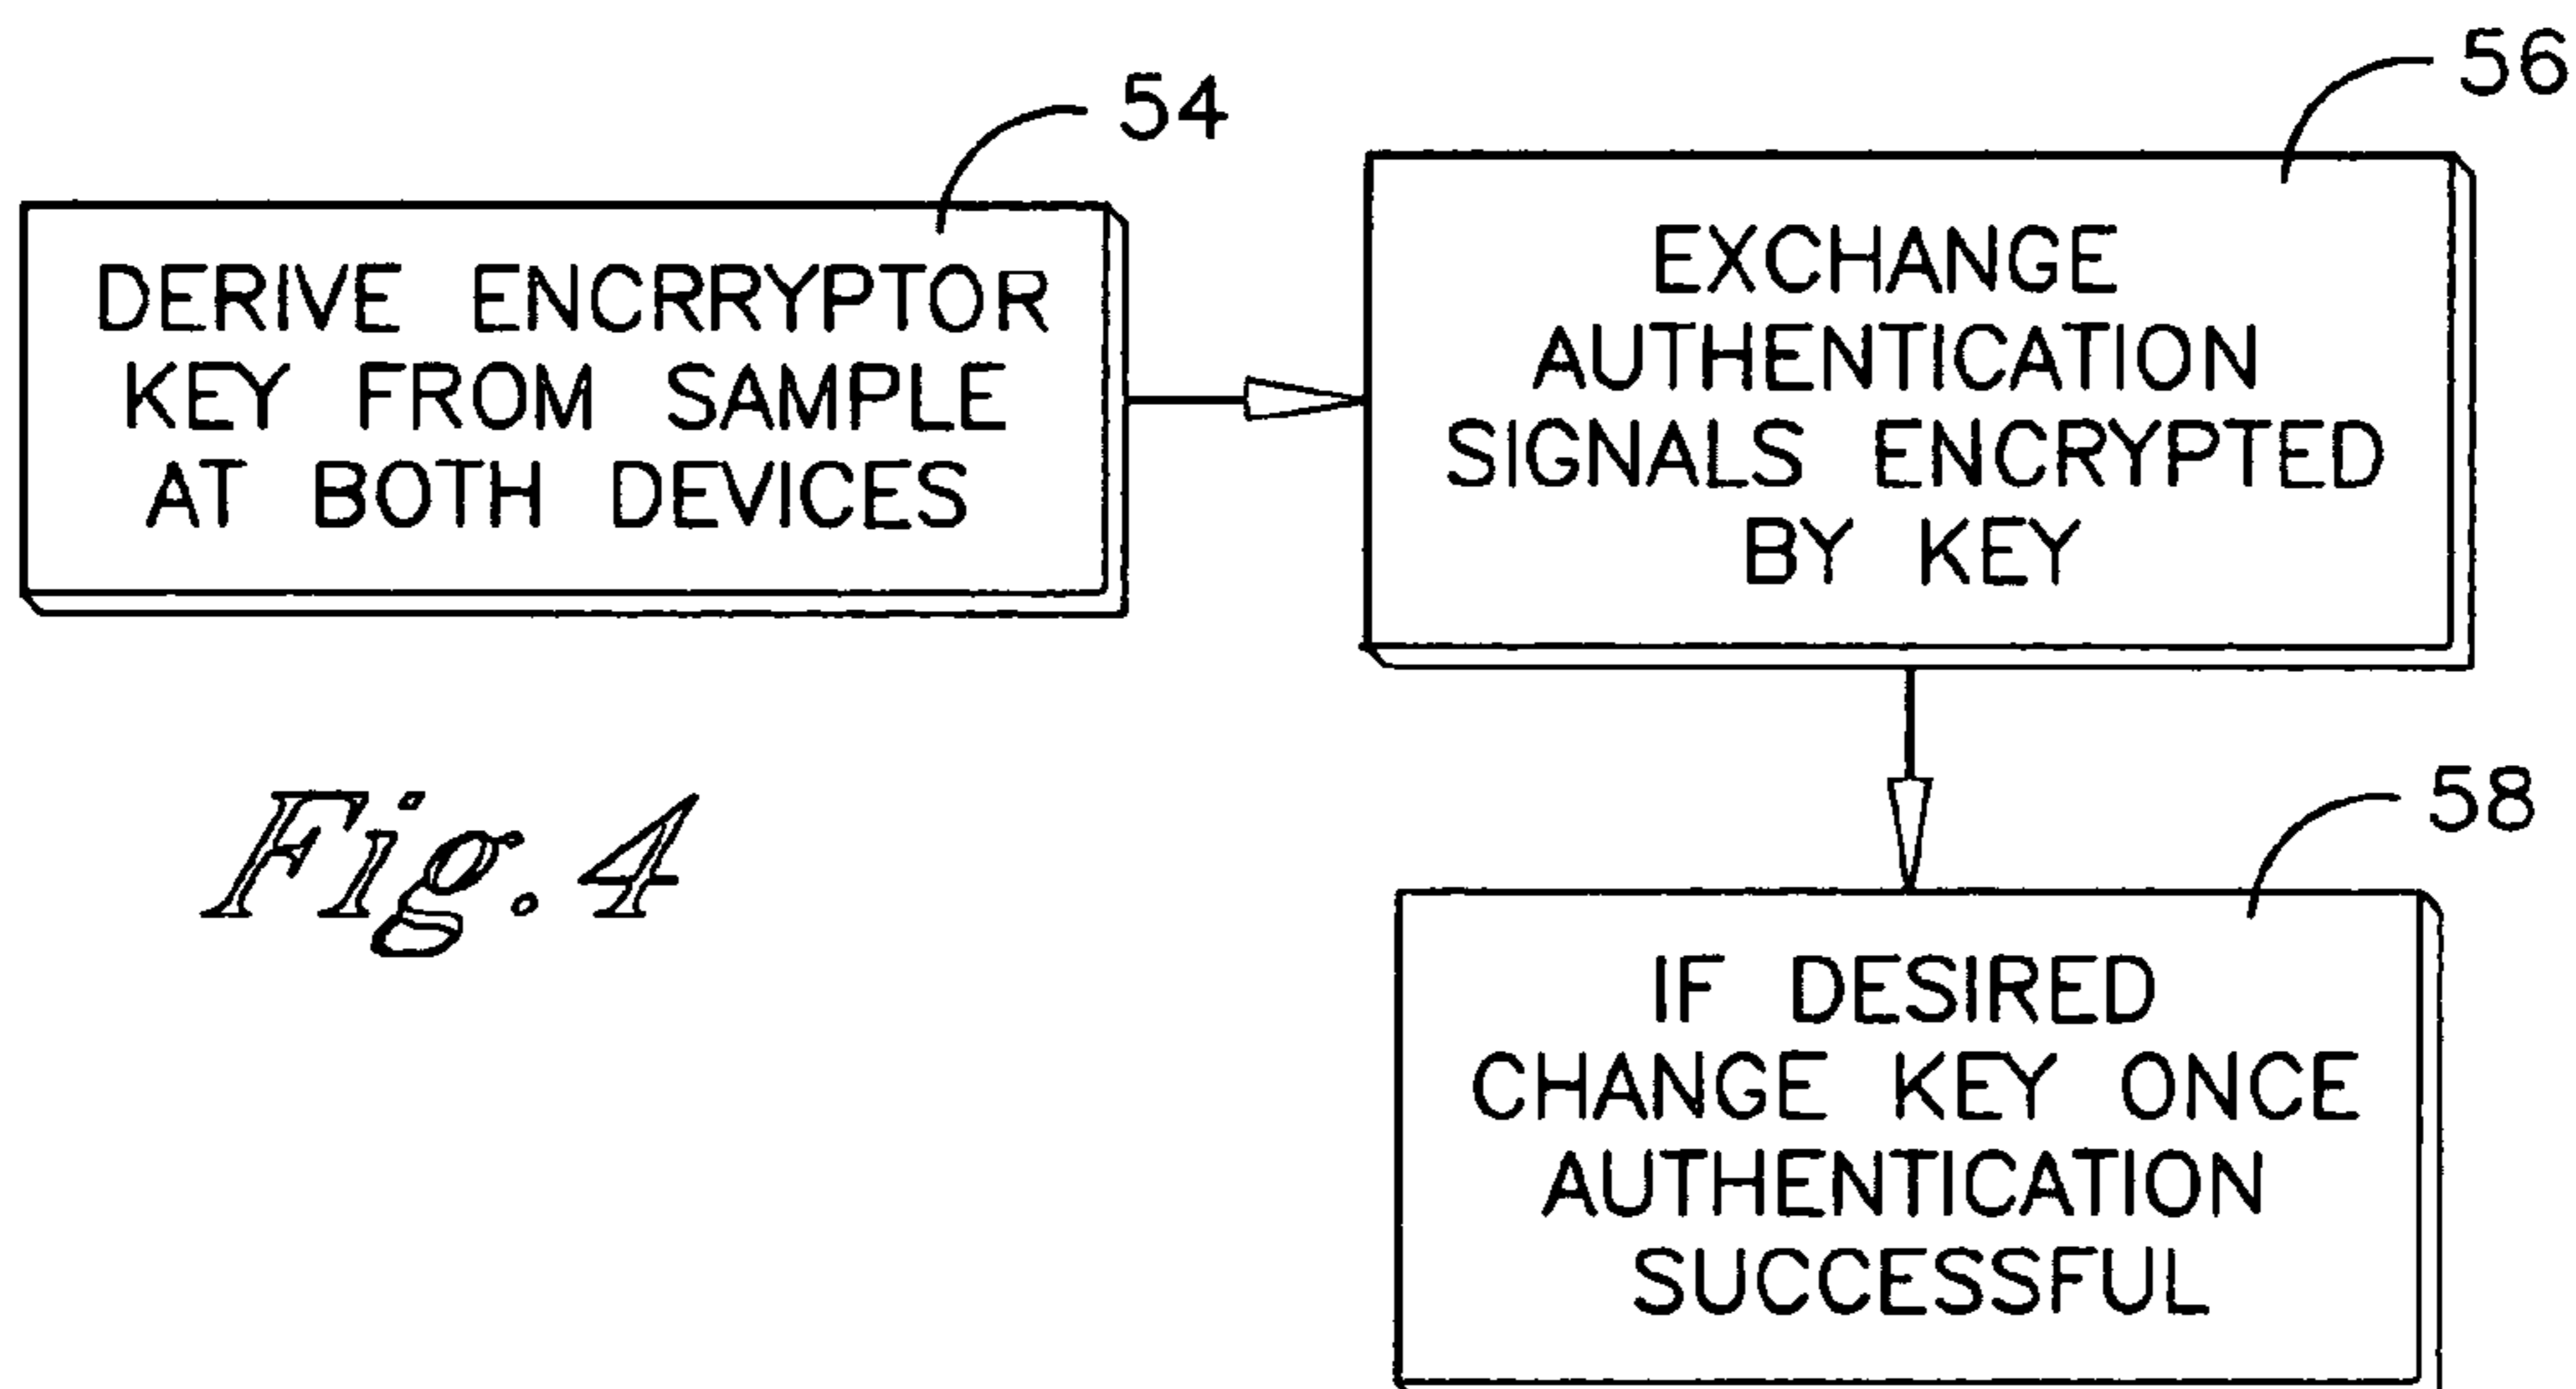 54
DERIVE ENCRRYPTOR
KEY FROM SAMPLE
AT BOTH DEVICES
56
EXCHANGE
AUTHENTICATION
SIGNALS ENCRYPTED
BY KEY
58
IF DESIRED
CHANGE KEY ONCE
AUTHENTICATION
SUCCESSFUL
Fig.4